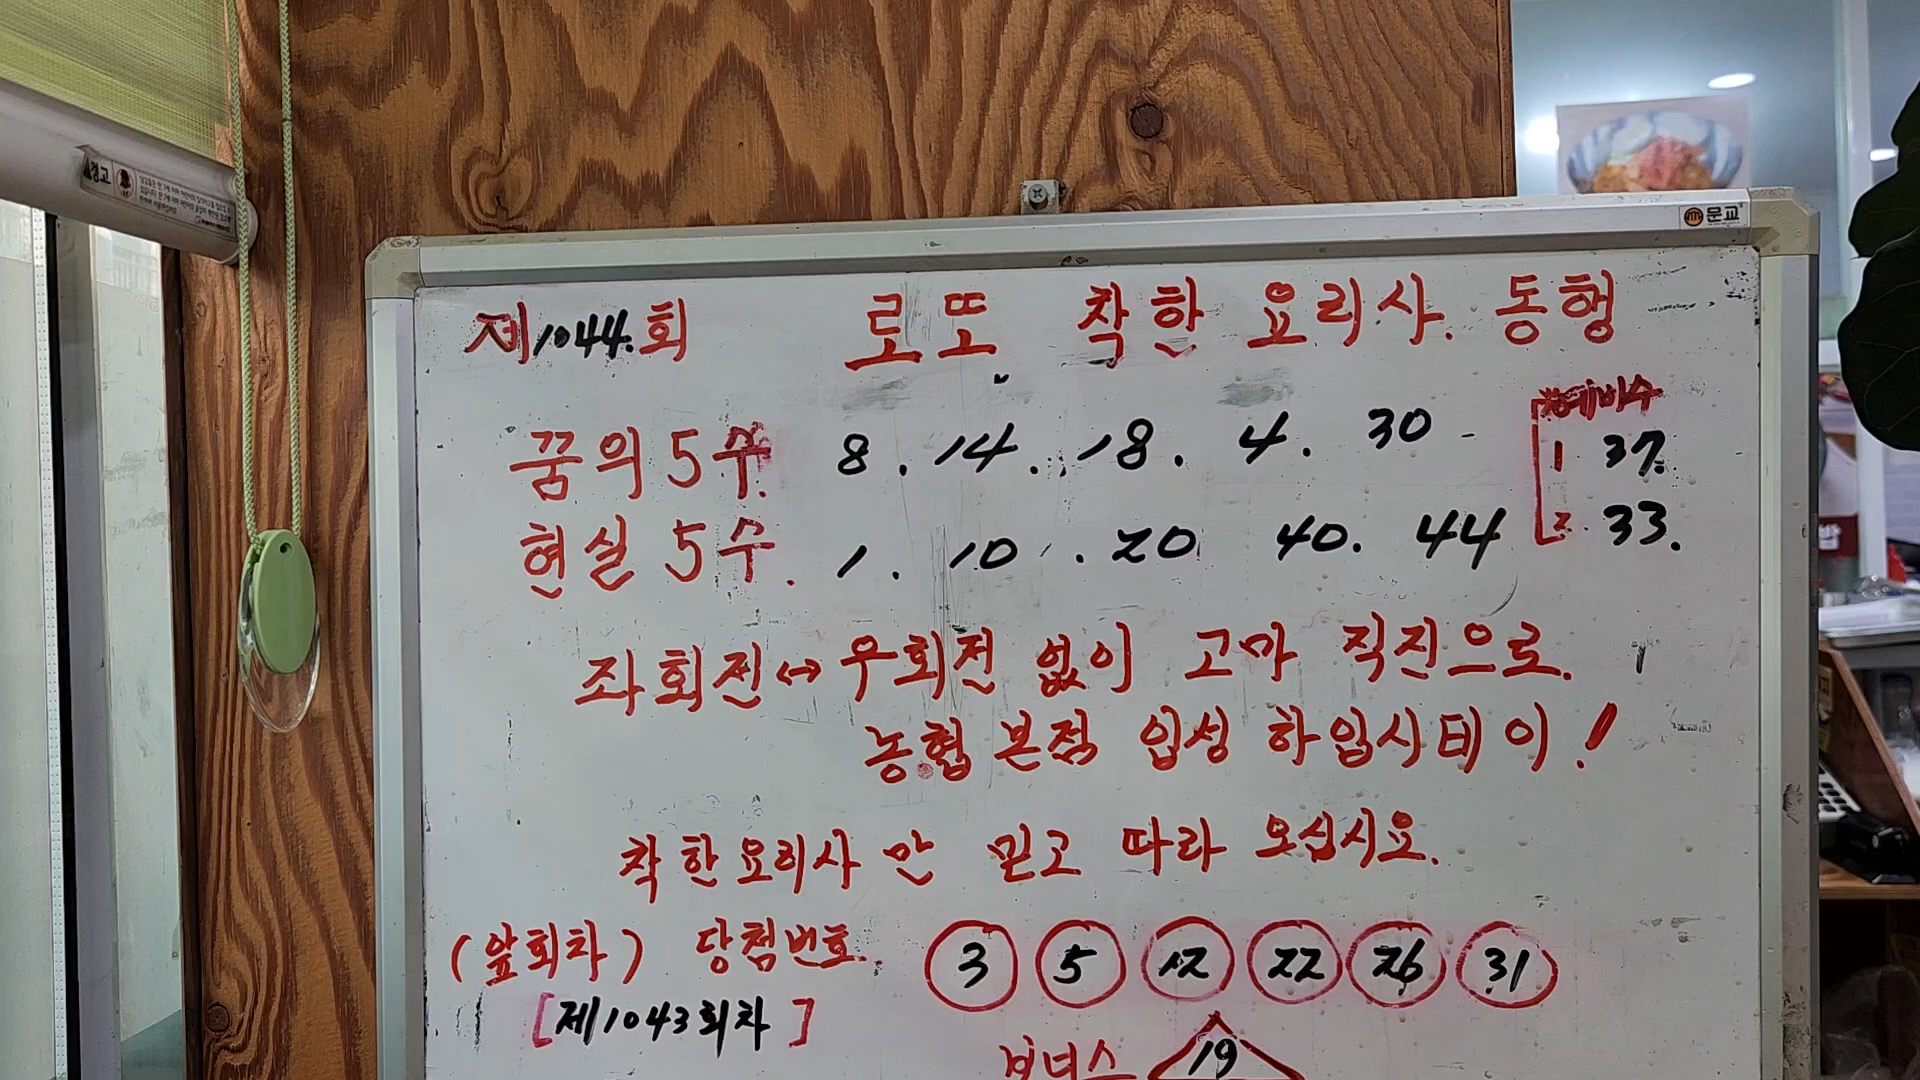 경고
문교
제1044.회 로또 착한 요리사. 동행
꿈의 5수. 8. 14. 18. 4. 30
예비수
1 37.
2. 33.
현실 5수. 1. 10. 20 40. 44
좌회전↔우회전 없이 고마 직진으로.
농협 본점 입성 하입시데이!
착한요리사 만 믿고 따라 오십시요.
(앞회차) 당첨번호. 3 5 12 22 26 31
[제1043회차]
보너스 19